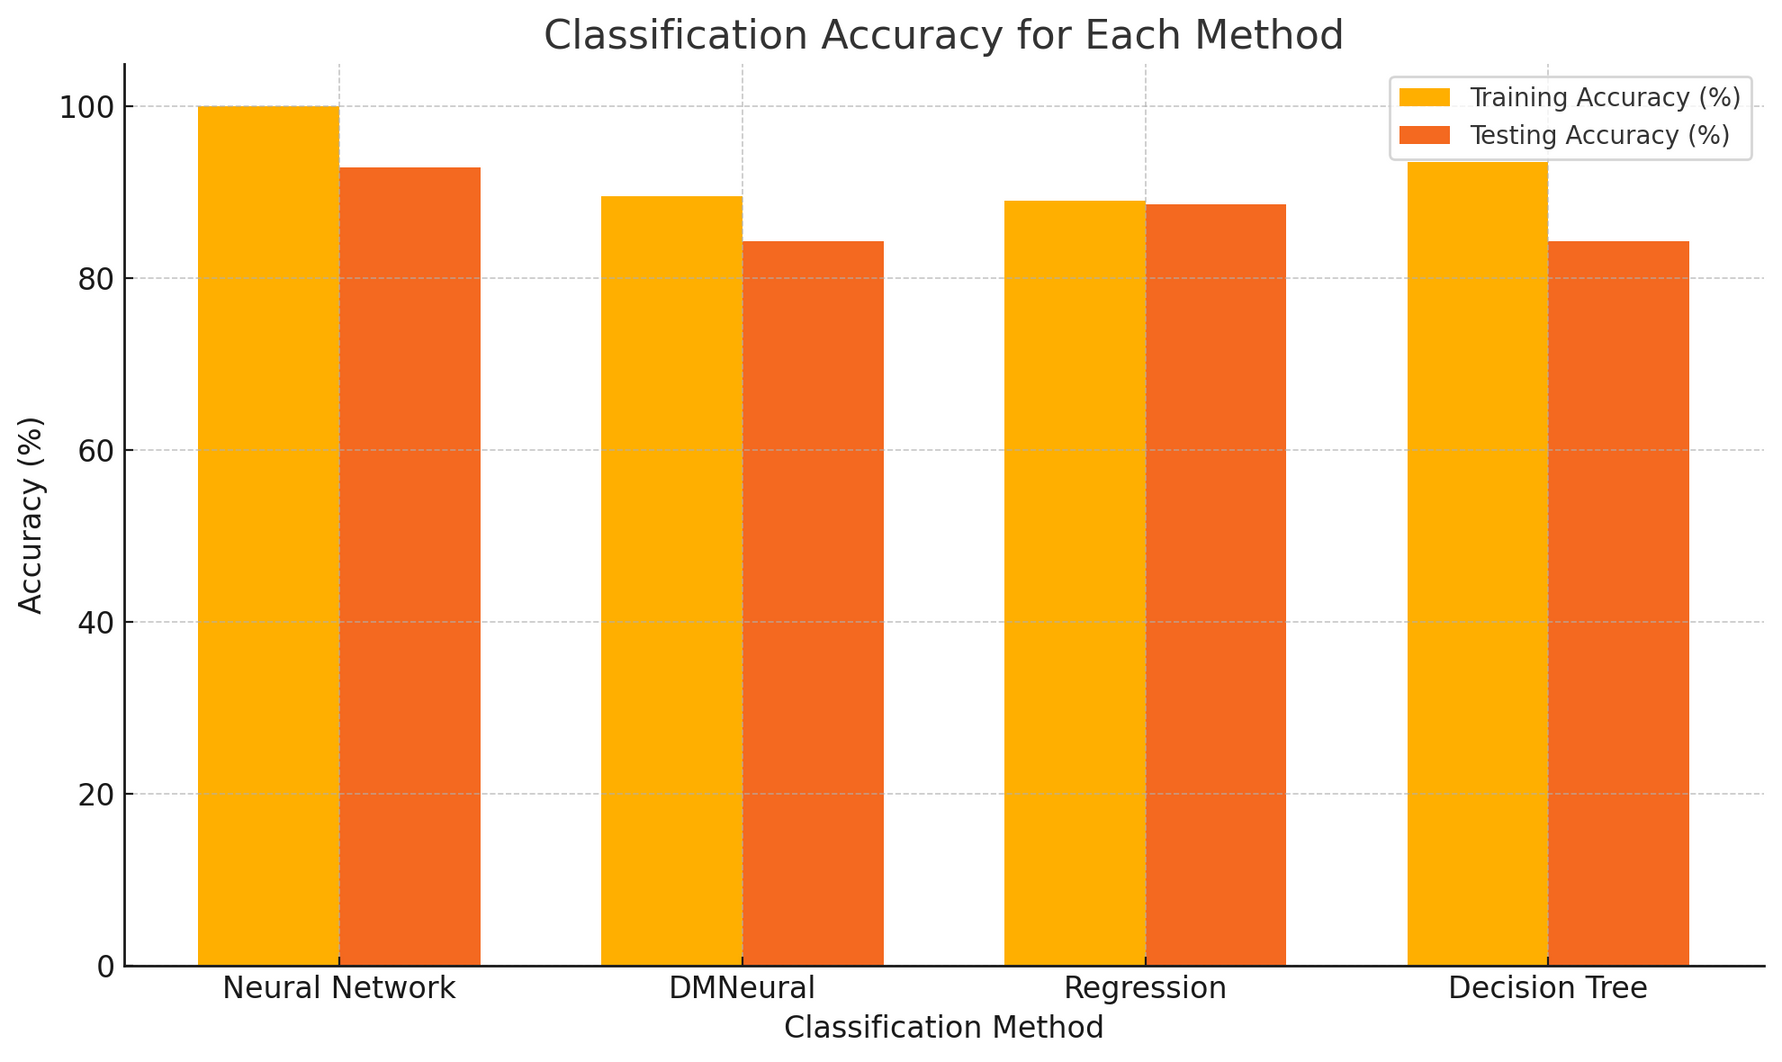 Classification Accuracy for Each Method
Training Accuracy (%)
Testing Accuracy (%)
Accuracy (%)
100
80
60
40
20
0
Neural Network
DMNeural
Regression
Decision Tree
Classification Method